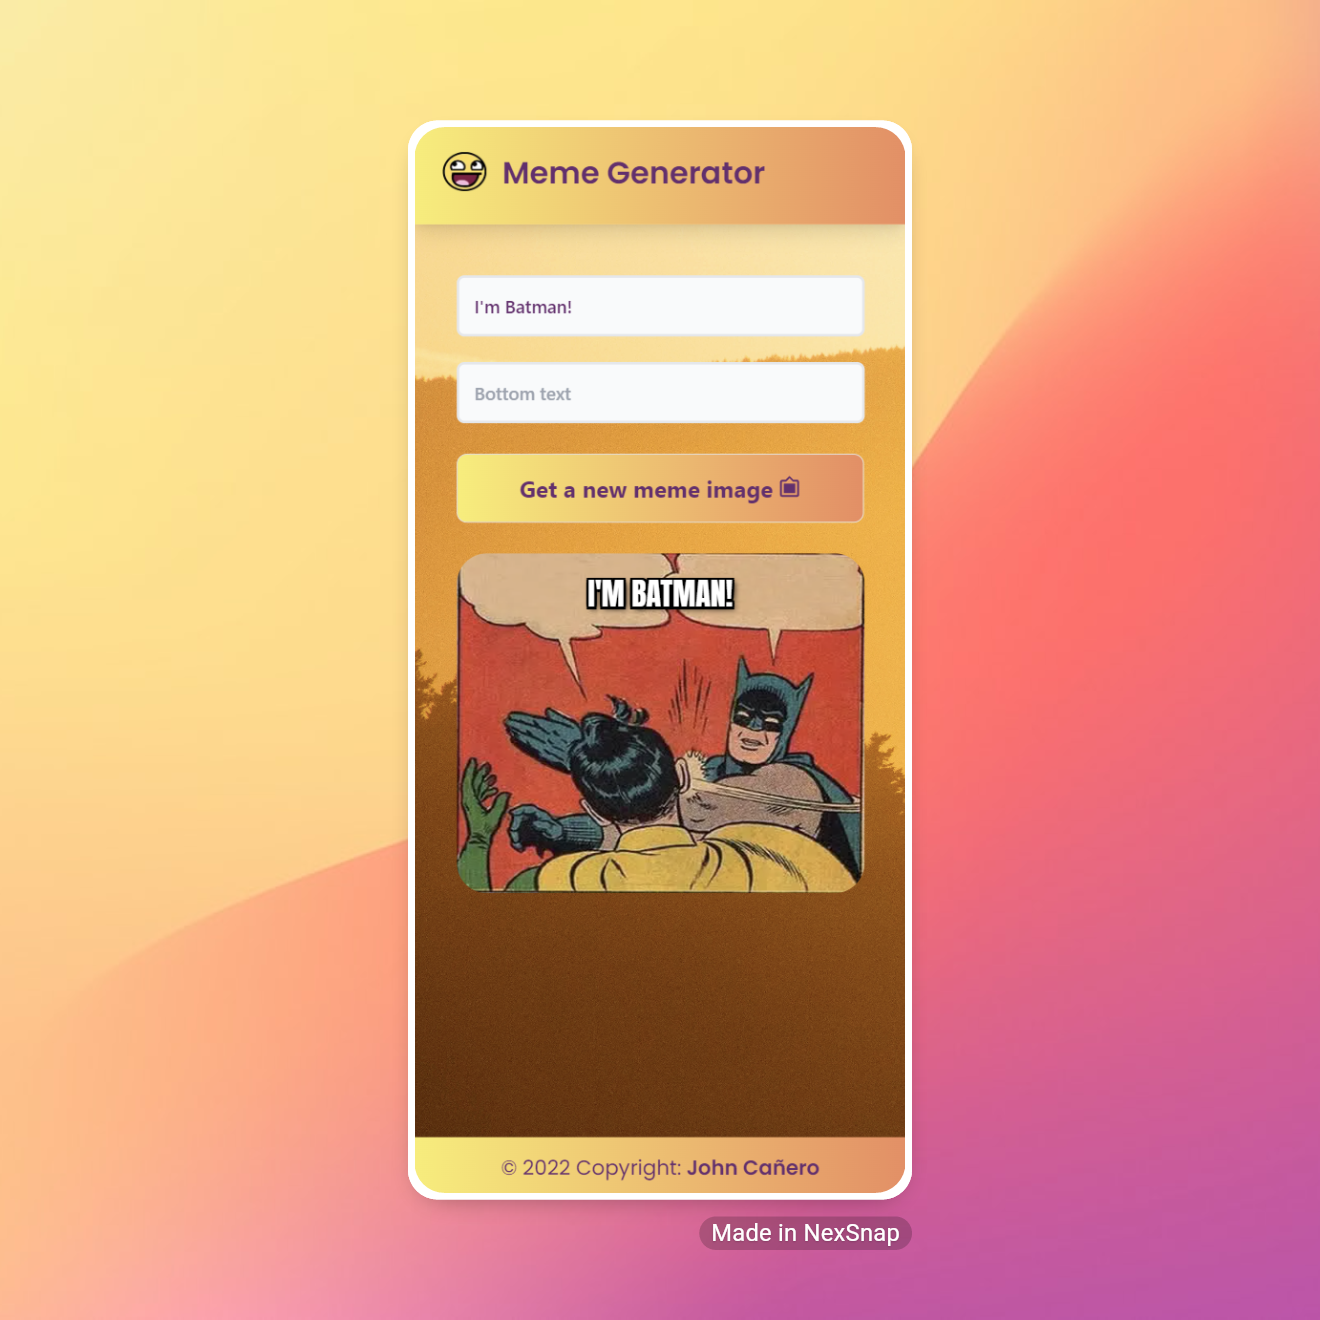 Meme Generator
I'm Batman!
Bottom text
Get a new meme image
I'M BATMAN!
© 2022 Copyright: John Cañero
Made in NexSnap